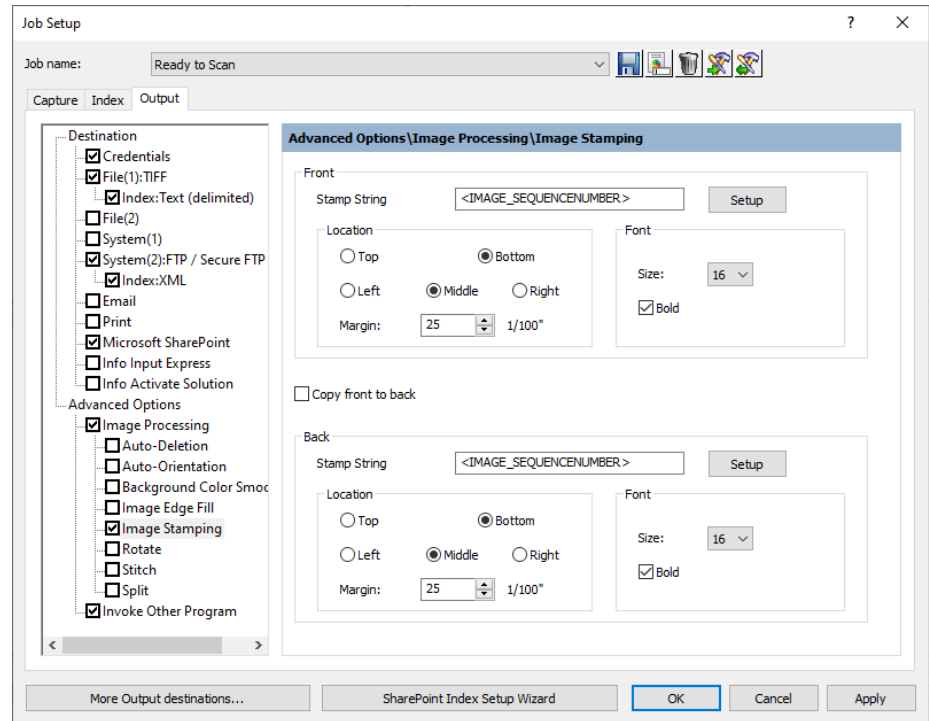 Job Setup
?
Job name:
Ready to Scan
Capture Index Output
Destination
Credentials
File(1):TIFF
Index:Text (delimited)
File(2)
System(1)
System(2):FTP / Secure FTP
Index:XML
Email
Print
Microsoft SharePoint
Info Input Express
Info Activate Solution
Advanced Options
Image Processing
Auto-Deletion
Auto-Orientation
Background Color Smoo
Image Edge Fill
Image Stamping
Rotate
Stitch
Split
Invoke Other Program
Advanced Options\Image Processing\Image Stamping
Front
Stamp String <IMAGE_SEQUENCENUMBER> Setup
Location
Top Bottom
Left Middle Right
Margin: 25 1/100"
Font
Size: 16
Bold
Copy front to back
Back
Stamp String <IMAGE_SEQUENCENUMBER> Setup
Location
Top Bottom
Left Middle Right
Margin: 25 1/100"
Font
Size: 16
Bold
More Output destinations... SharePoint Index Setup Wizard OK Cancel Apply